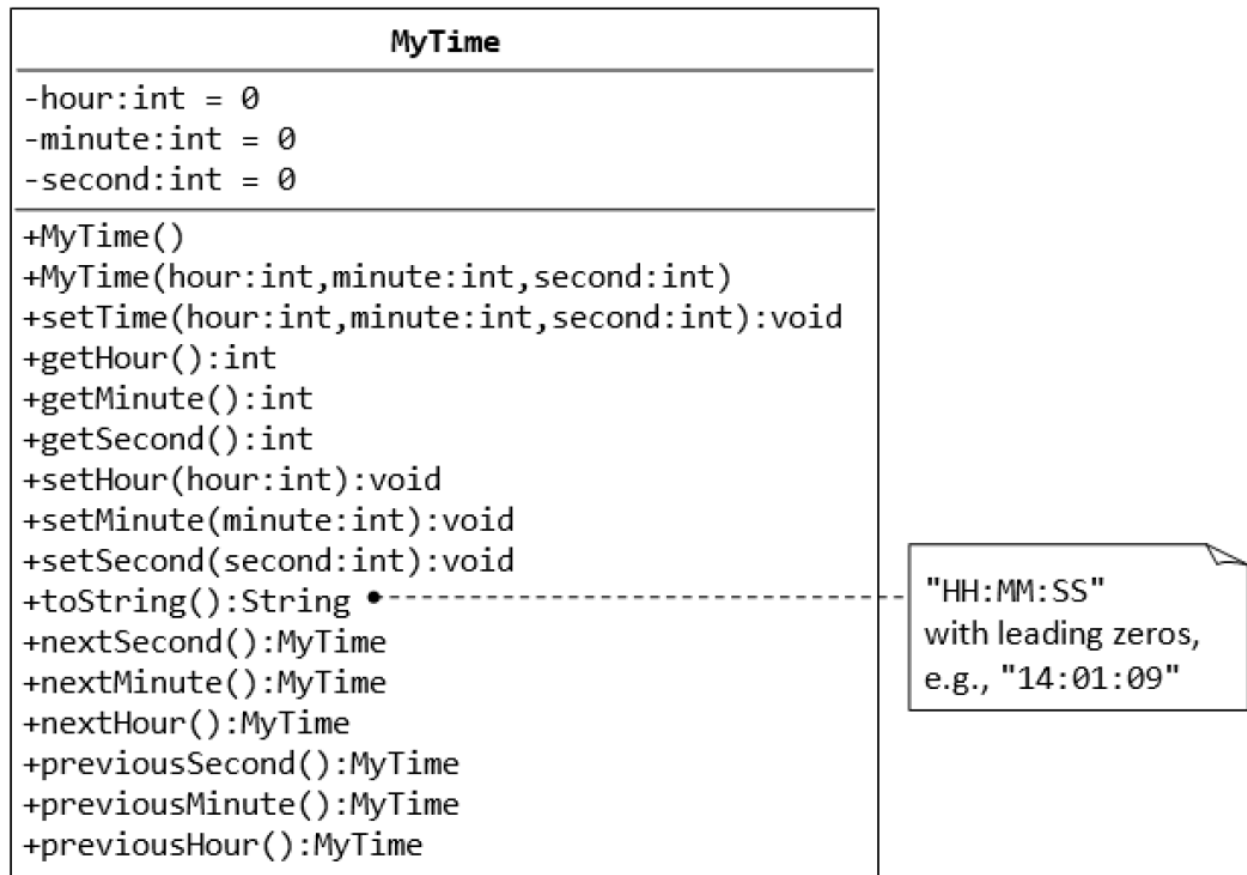 MyTime
-hour:int = 0
-minute:int = 0
-second:int = 0
+MyTime()
+MyTime(hour:int,minute:int,second:int)
+setTime(hour:int,minute:int,second:int):void
+getHour():int
+getMinute():int
+getSecond():int
+setHour(hour:int):void
+setMinute(minute:int):void
+setSecond(second:int):void
+toString():String
+nextSecond():MyTime
+nextMinute():MyTime
+nextHour():MyTime
+previousSecond():MyTime
+previousMinute():MyTime
+previousHour():MyTime
"HH:MM:SS"
with leading zeros,
e.g., "14:01:09"